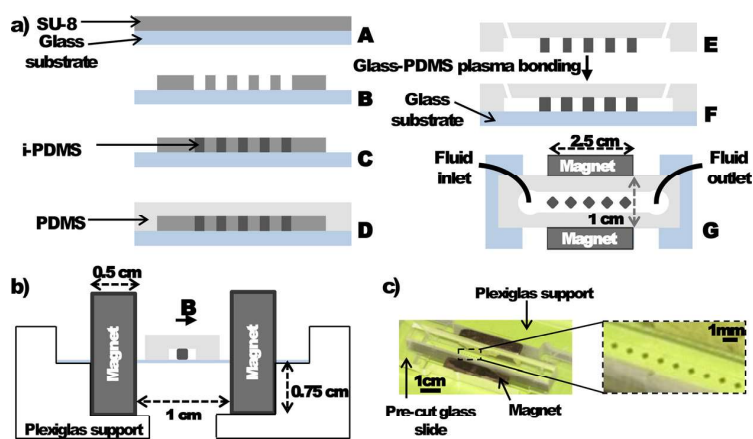 a)
SU-8
Glass
substrate
A
B
i-PDMS
C
PDMS
D
E
Glass-PDMS plasma bonding
Glass
substrate
F
2.5 cm
Magnet
Fluid
inlet
Fluid
outlet
1 cm
Magnet
G
b)
0.5 cm
B
Magnet
Magnet
1 cm
0.75 cm
Plexiglas support
c)
Plexiglas support
1mm
1cm
Pre-cut glass
slide
Magnet